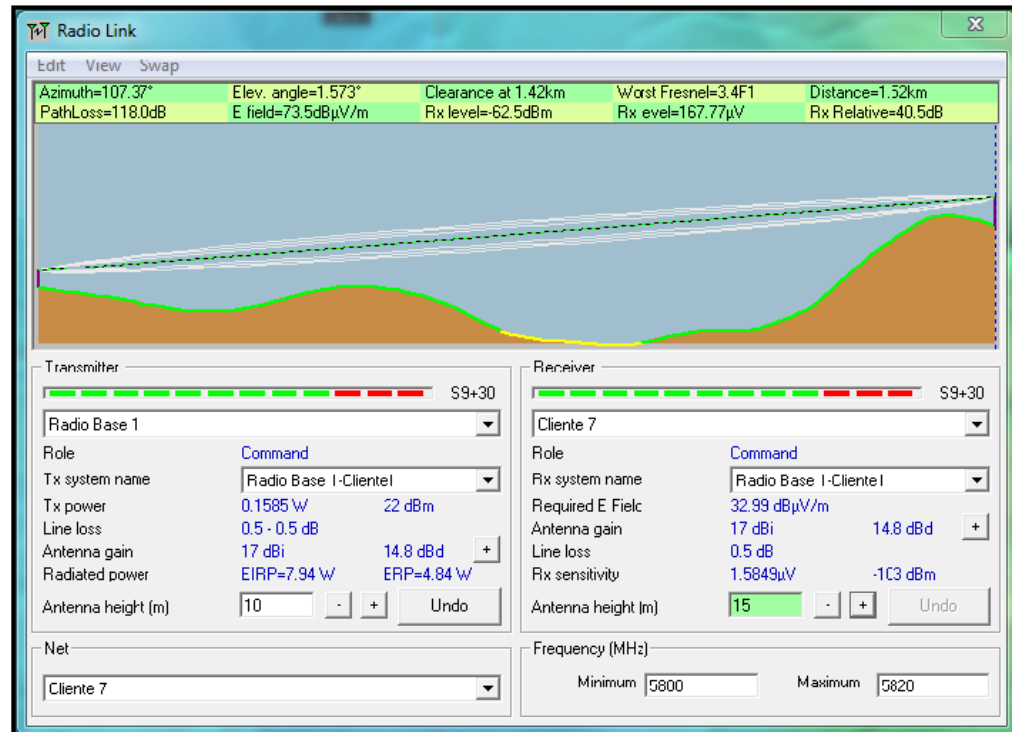 Radio Link
Edit View Swap
Azimuth=107.37° Elev. angle=1.573° Clearance at 1.42km Worst Fresnel=3.4F1 Distance=1.52km
PathLoss=118.0dB E field=73.5dBµV/m Rx level=-62.5dBm Rx evel=167.77µV Rx Relative=40.5dB
Transmitter
S9+30
Radio Base 1
Role Command
Tx system name Radio Base 1-Cliente1
Tx power 0.1585 W 22 dBm
Line loss 0.5 - 0.5 dB
Antenna gain 17 dBi 14.8 dBd +
Radiated power EIRP=7.94 W ERP=4.84 W
Antenna height (m) 10 - + Undo
Net
Cliente 7
Receiver
S9+30
Cliente 7
Role Command
Rx system name Radio Base 1-Cliente1
Required E Field 32.99 dBµV/m
Antenna gain 17 dBi 14.8 dBd +
Line loss 0.5 dB
Rx sensitivity 1.5849µV -103 dBm
Antenna height (m) 15 - + Undo
Frequency (MHz)
Minimum 5800 Maximum 5820